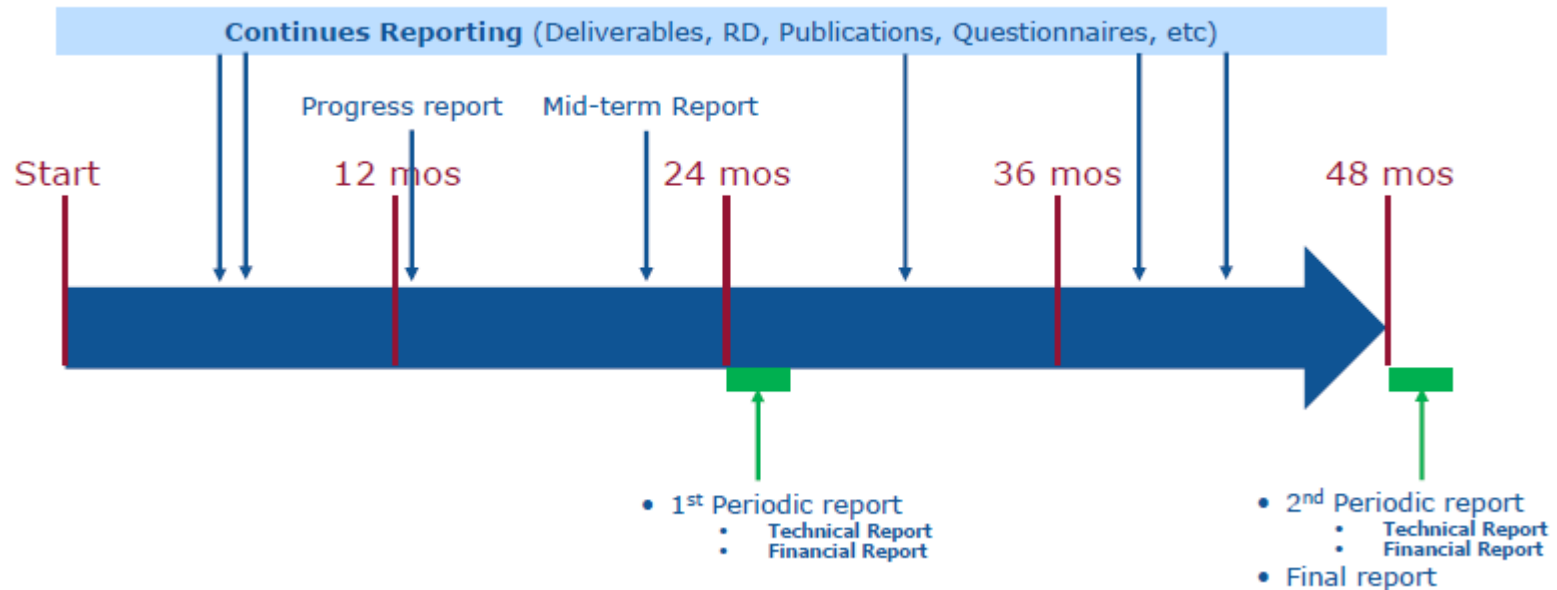 Continues Reporting (Deliverables, RD, Publications, Questionnaires, etc)
Progress report
Mid-term Report
Start
12 mos
24 mos
36 mos
48 mos
• 1st Periodic report
• Technical Report
• Financial Report
• 2nd Periodic report
• Technical Report
• Financial Report
• Final report